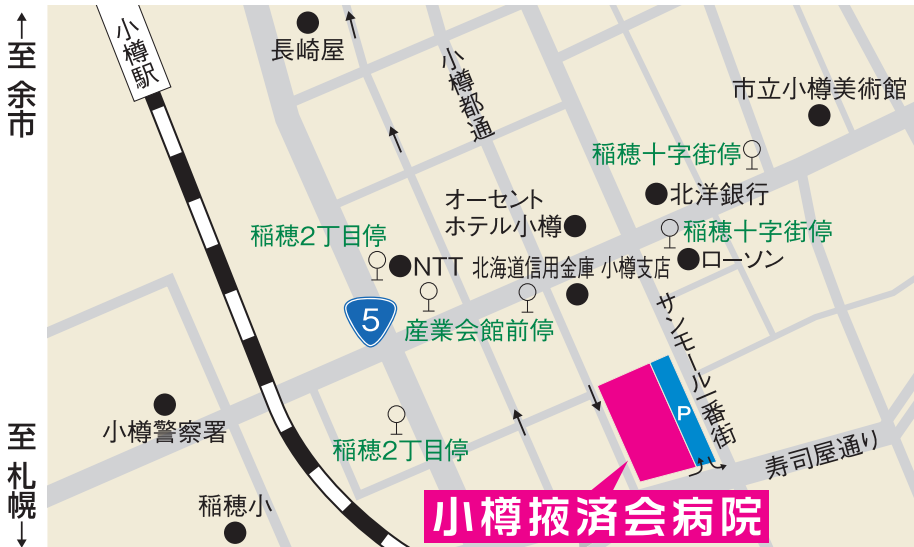 ↑至 余市
小樽駅
長崎屋
小樽都通
市立小樽美術館
稲穂十字街停
北洋銀行
オーセント
ホテル小樽
稲穂2丁目停
稲穂十字街停
NTT
北海道信用金庫 小樽支店
ローソン
5
産業会館前停
サンモール一番街
小樽警察署
稲穂2丁目停
P
寿司屋通り
至 札幌↓
稲穂小
小樽掖済会病院